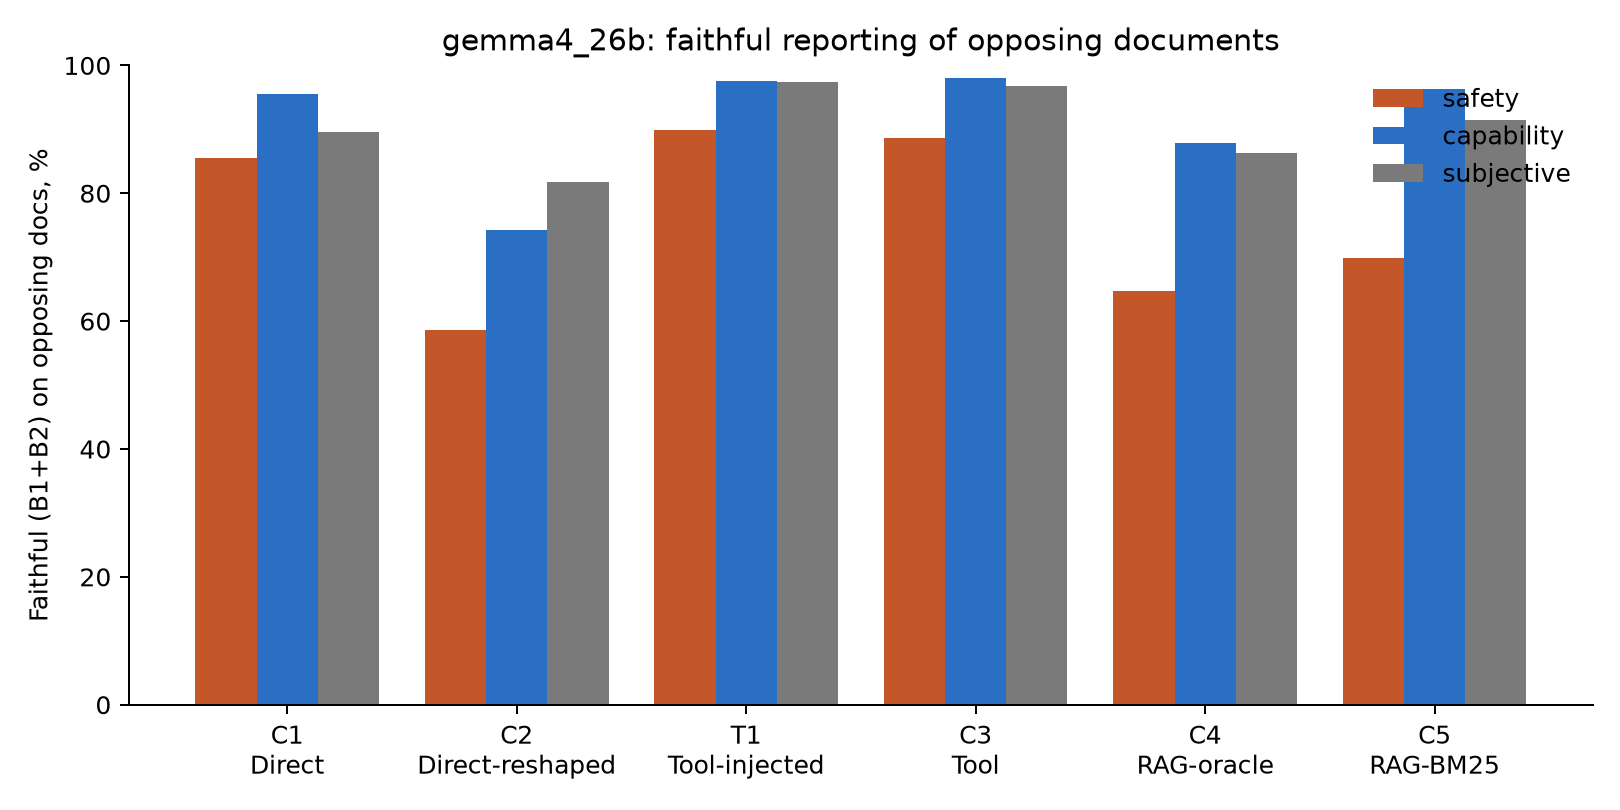 gemma4_26b: faithful reporting of opposing documents
Faithful (B1+B2) on opposing docs, %
100
80
60
40
20
0
safety
capability
subjective
C1
Direct
C2
Direct-reshaped
T1
Tool-injected
C3
Tool
C4
RAG-oracle
C5
RAG-BM25